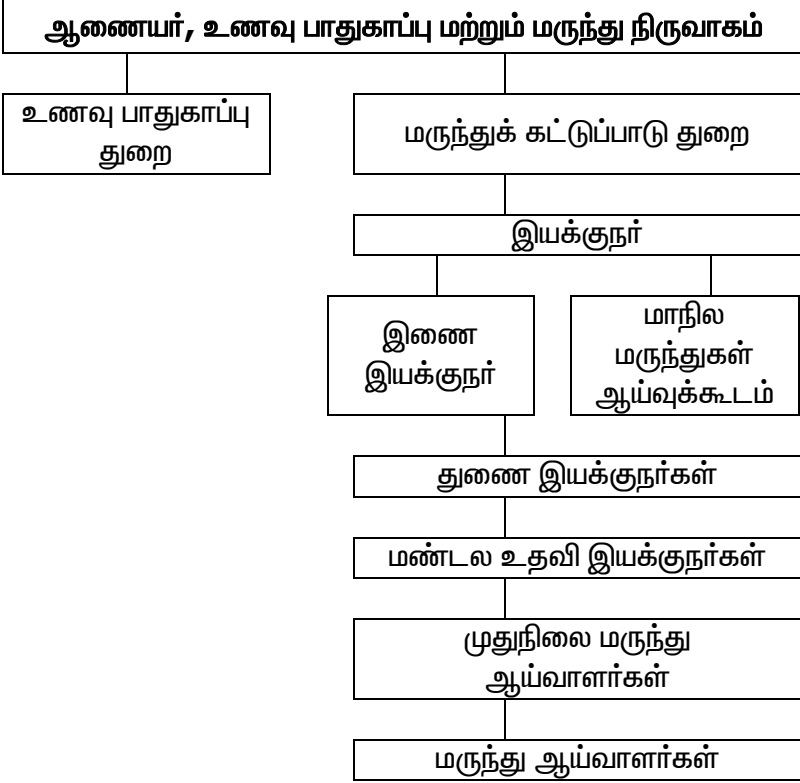 ஆணையர், உணவு பாதுகாப்பு மற்றும் மருந்து நிருவாகம்
உணவு பாதுகாப்பு
துறை
மருந்துக் கட்டுப்பாடு துறை
இயக்குநர்
இணை
இயக்குநர்
மாநில
மருந்துகள்
ஆய்வுக்கூடம்
துணை இயக்குநர்கள்
மண்டல உதவி இயக்குநர்கள்
முதுநிலை மருந்து
ஆய்வாளர்கள்
மருந்து ஆய்வாளர்கள்